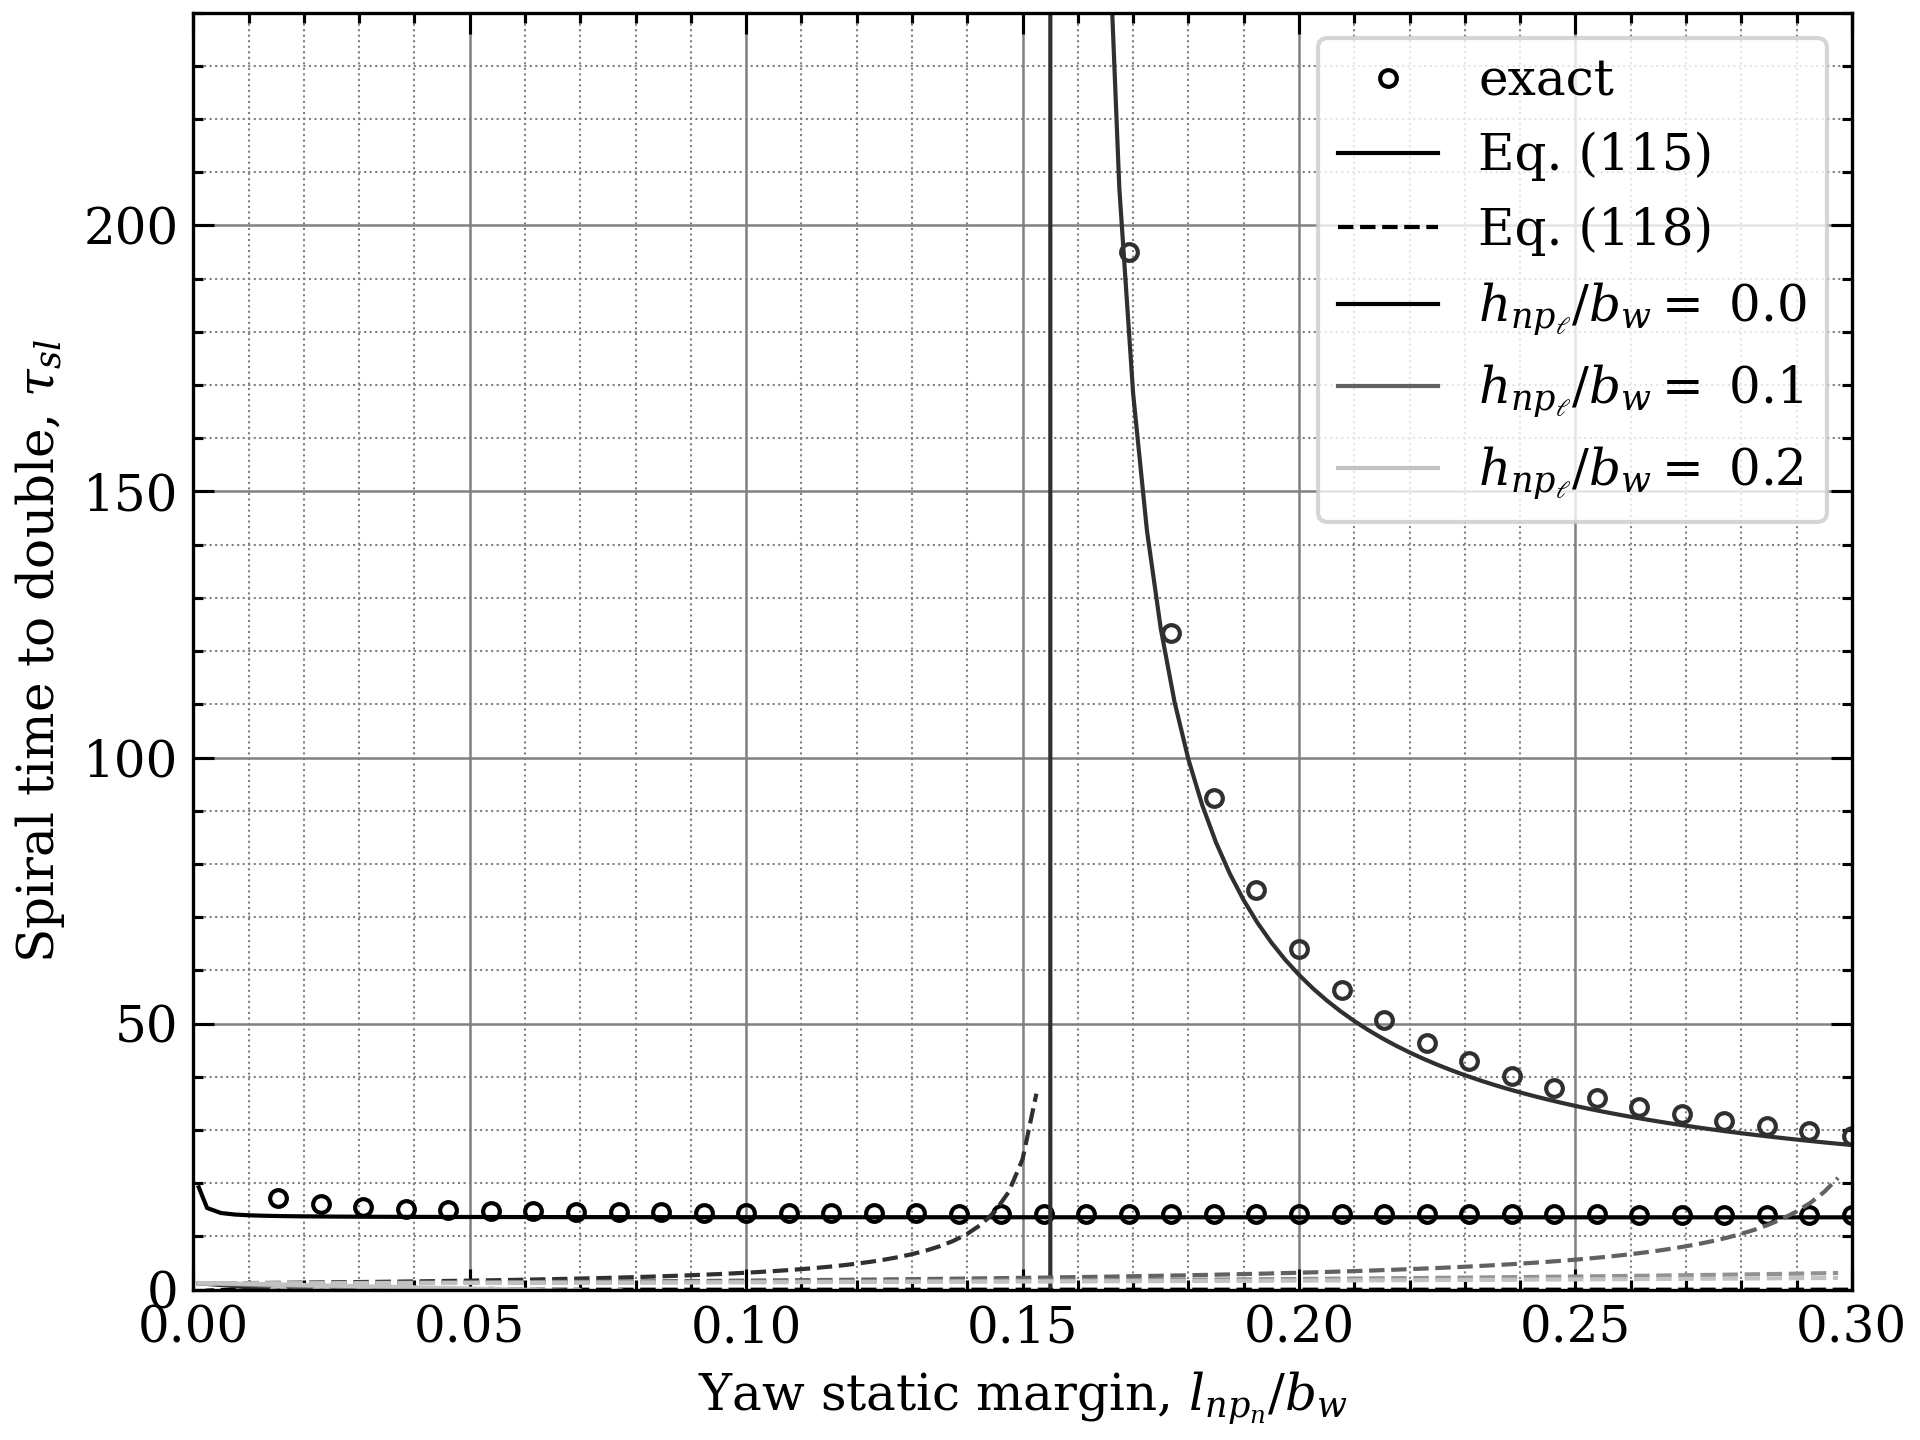 exact
Eq. (115)
Eq. (118)
h_{np_ℓ}/b_w = 0.0
h_{np_ℓ}/b_w = 0.1
h_{np_ℓ}/b_w = 0.2
Spiral time to double, τ_{sl}
200
150
100
50
0
0.00 0.05 0.10 0.15 0.20 0.25 0.30
Yaw static margin, l_{np_n}/b_w